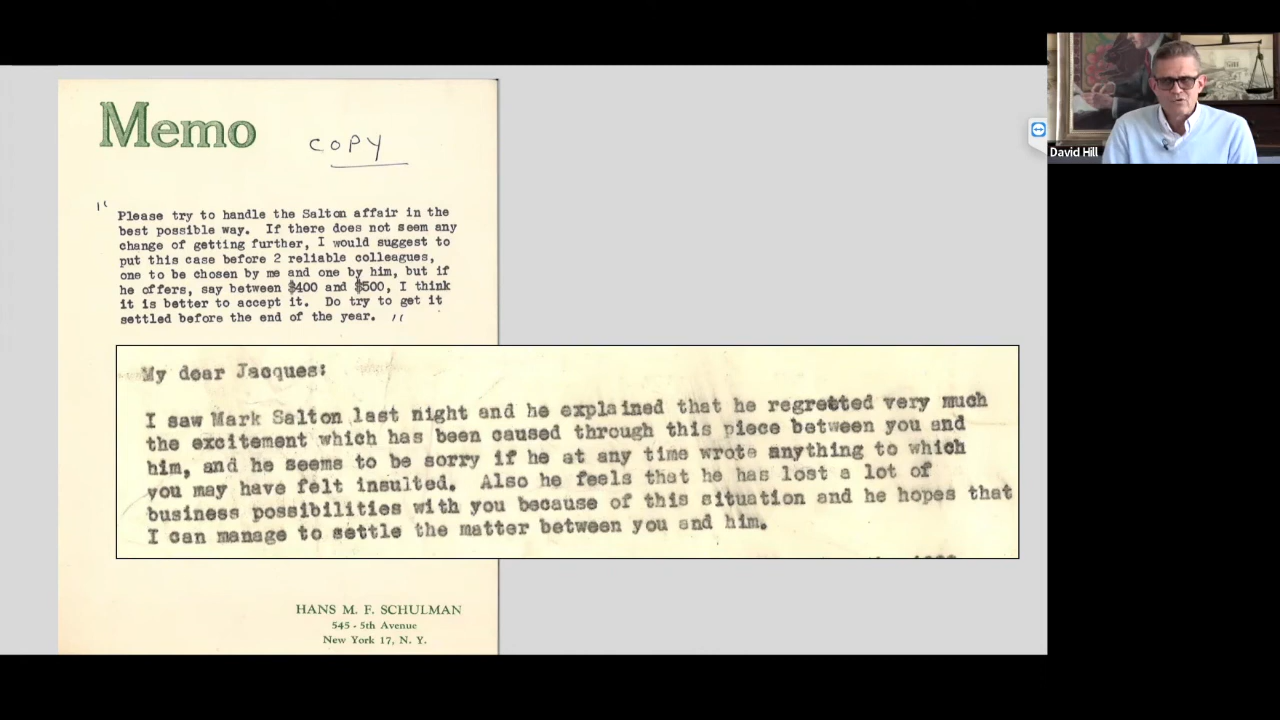 Memo
COPY
"
Please try to handle the Salton affair in the
best possible way. If there does not seem any
change of getting further, I would suggest to
put this case before 2 reliable colleagues,
one to be chosen by me and one by him, but if
he offers, say between $400 and $500, I think
it is better to accept it. Do try to get it
settled before the end of the year. "
My dear Jacques:
I saw Mark Salton last night and he explained that he regretted very much
the excitement which has been caused through this piece between you and
him, and he seems to be sorry if he at any time wrote anything to which
you may have felt insulted. Also he feels that he has lost a lot of
business possibilities with you because of this situation and he hopes that
I can manage to settle the matter between you and him.
HANS M. F. SCHULMAN
545 - 5th Avenue
New York 17, N. Y.
David Hill